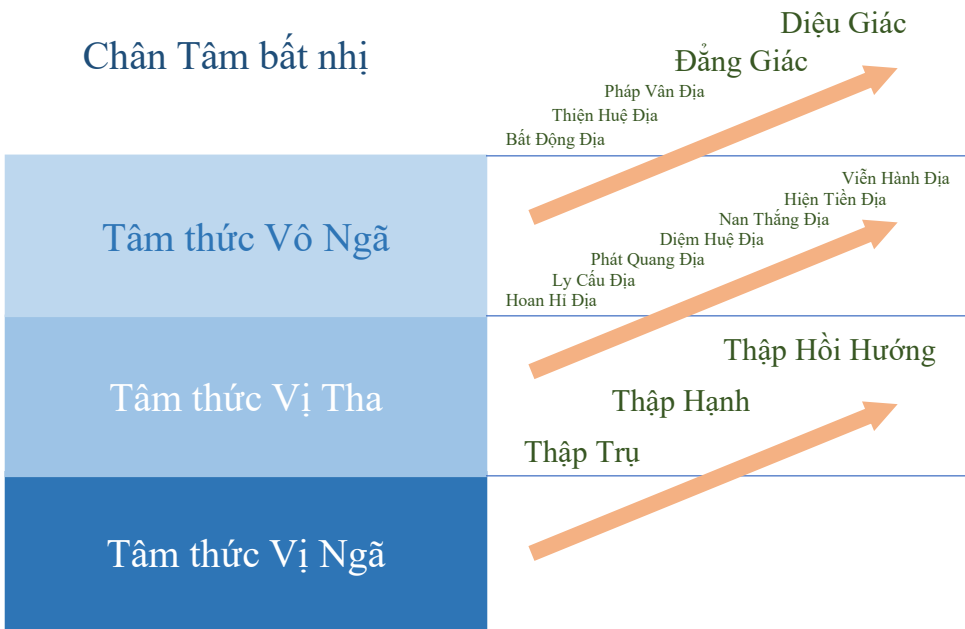 Diệu Giác
Chân Tâm bất nhị
Đẳng Giác
Pháp Vân Địa
Thiện Huệ Địa
Bất Động Địa
Viễn Hành Địa
Hiện Tiền Địa
Nan Thắng Địa
Tâm thức Vô Ngã
Diệm Huệ Địa
Phát Quang Địa
Ly Cấu Địa
Hoan Hỉ Địa
Thập Hồi Hướng
Tâm thức Vị Tha
Thập Hạnh
Thập Trụ
Tâm thức Vị Ngã